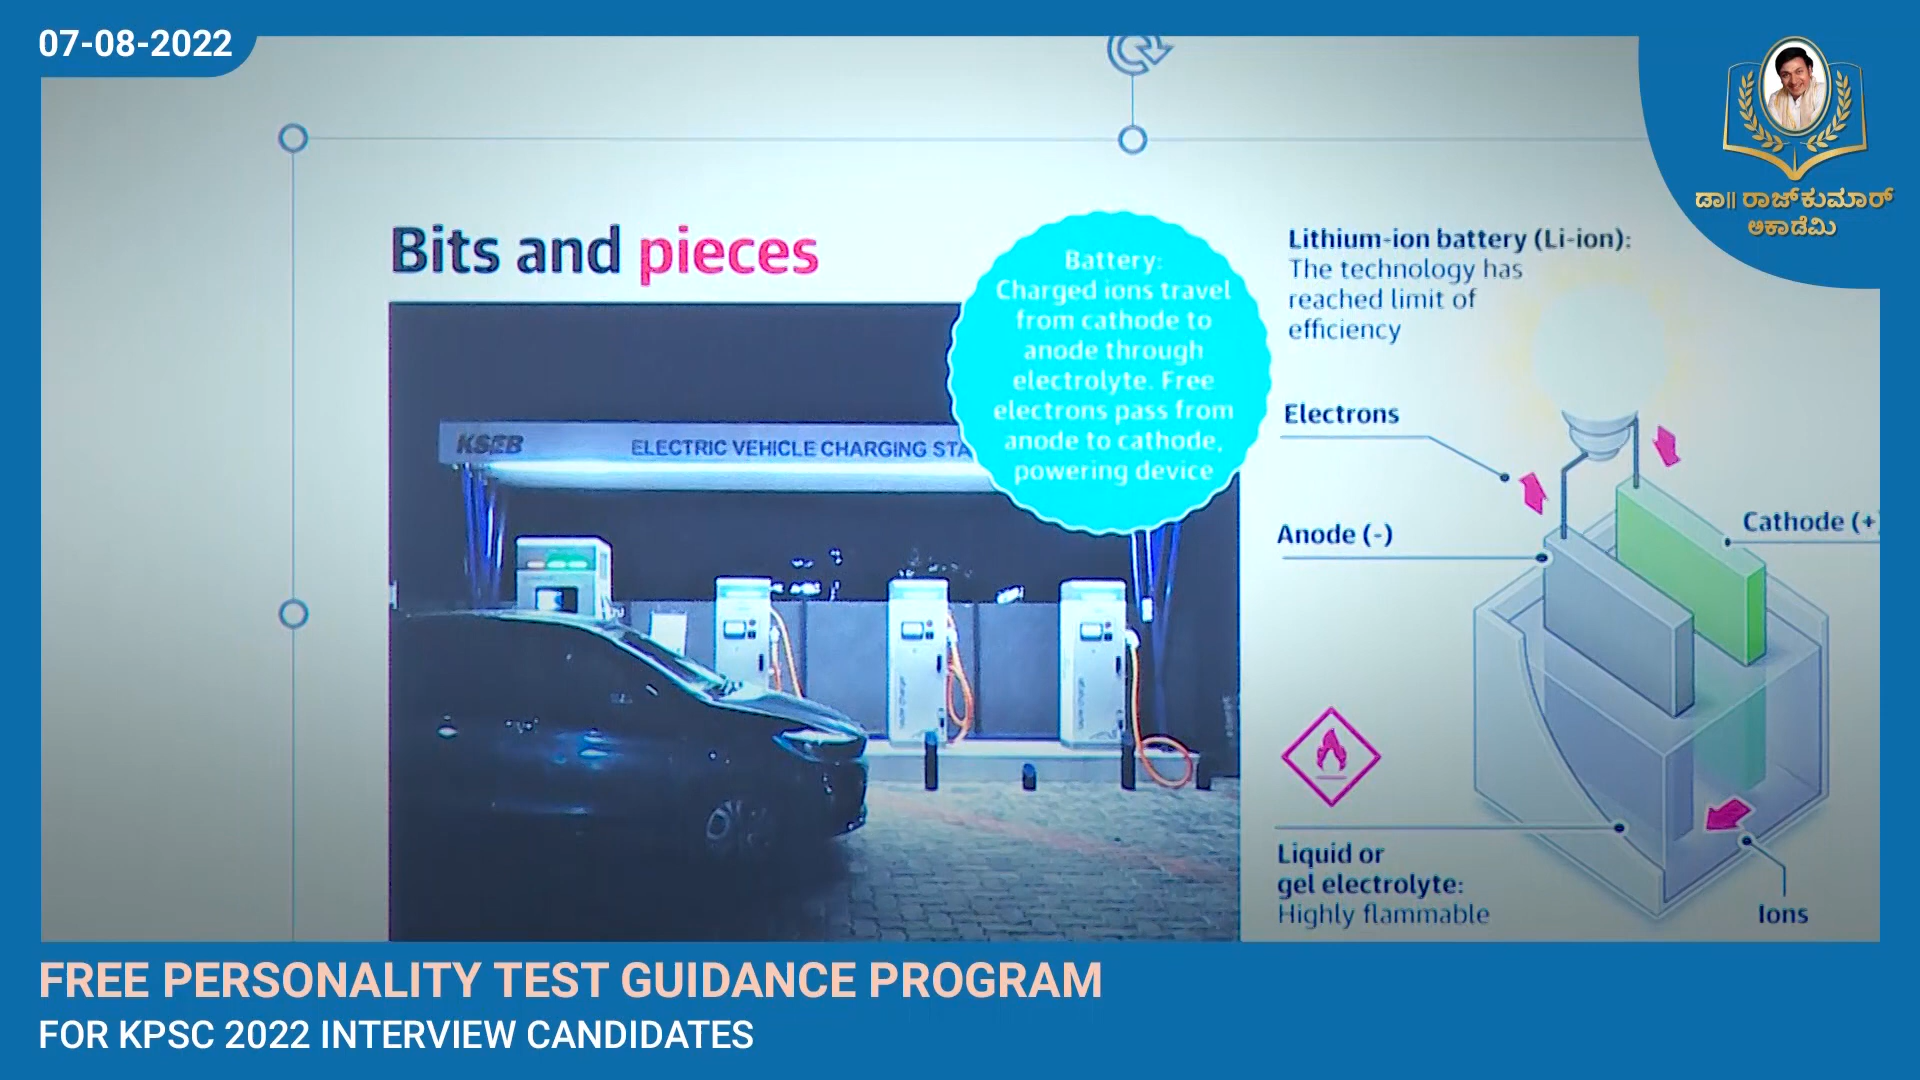 07-08-2022
ಡಾ|| ರಾಜ್‌ಕುಮಾರ್
ಅಕಾಡೆಮಿ
Bits and pieces
KSEB
ELECTRIC VEHICLE CHARGING STA
Battery:
Charged ions travel
from cathode to
anode through
electrolyte. Free
electrons pass from
anode to cathode,
powering device
Lithium-ion battery (Li-ion):
The technology has
reached limit of
efficiency
Electrons
Anode (-)
Cathode (+)
Liquid or
gel electrolyte:
Highly flammable
Ions
FREE PERSONALITY TEST GUIDANCE PROGRAM
FOR KPSC 2022 INTERVIEW CANDIDATES